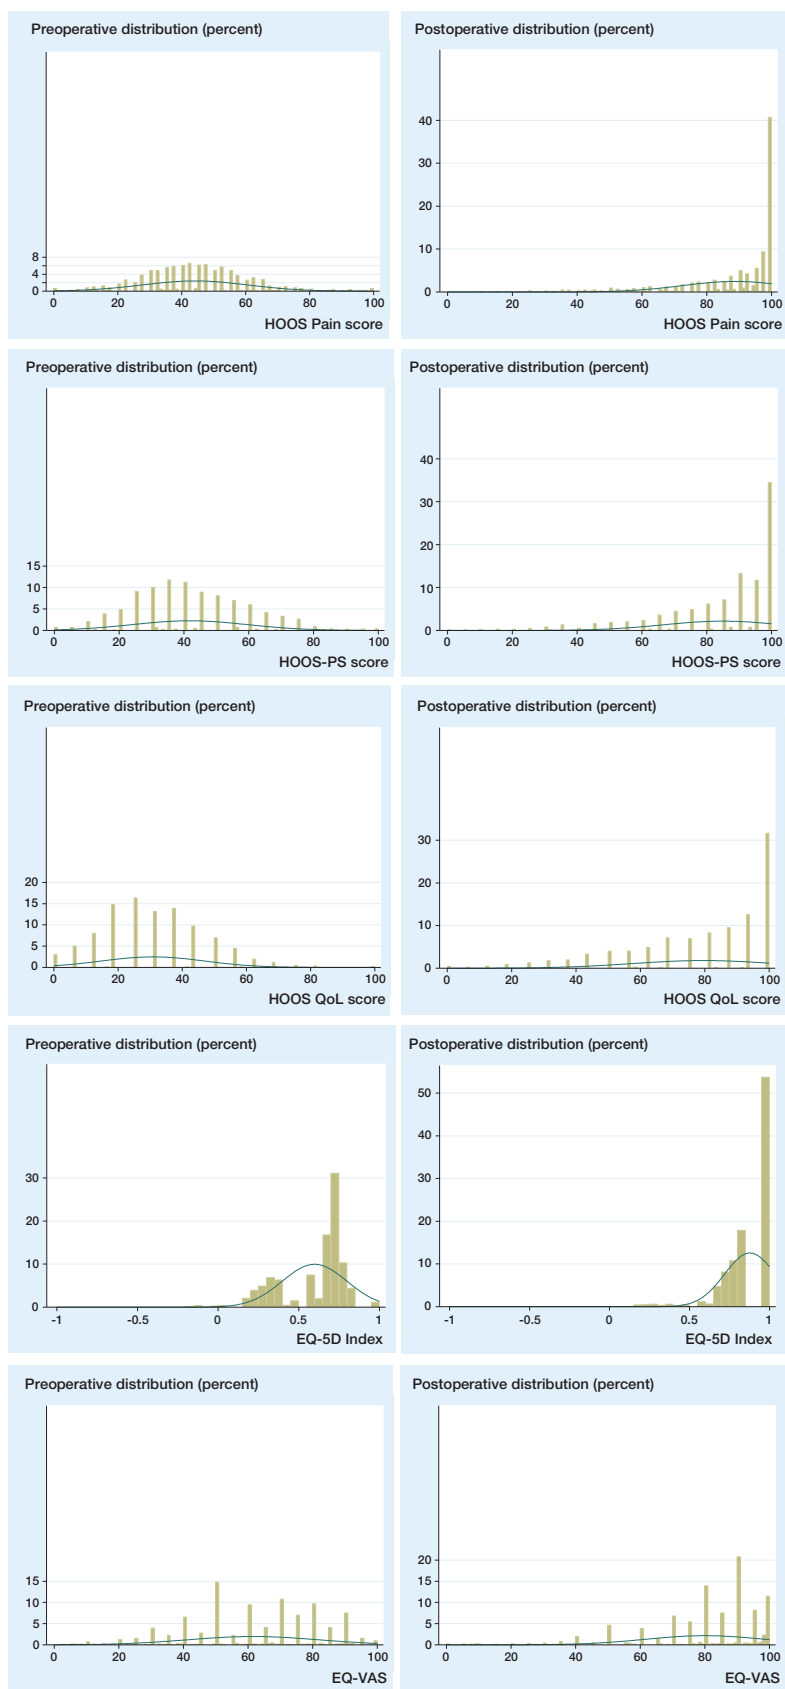 Preoperative distribution (percent)
8
4
0
0 20 40 60 80 100
HOOS Pain score
Postoperative distribution (percent)
40
30
20
10
0
0 20 40 60 80 100
HOOS Pain score
Preoperative distribution (percent)
15
10
5
0
0 20 40 60 80 100
HOOS-PS score
Postoperative distribution (percent)
40
30
20
10
0
0 20 40 60 80 100
HOOS-PS score
Preoperative distribution (percent)
20
15
10
5
0
0 20 40 60 80 100
HOOS QoL score
Postoperative distribution (percent)
30
20
10
0
0 20 40 60 80 100
HOOS QoL score
Preoperative distribution (percent)
30
20
10
0
-1 -0.5 0 0.5 1
EQ-5D Index
Postoperative distribution (percent)
50
40
30
20
10
0
-1 -0.5 0 0.5 1
EQ-5D Index
Preoperative distribution (percent)
15
10
5
0
0 20 40 60 80 100
EQ-VAS
Postoperative distribution (percent)
20
15
10
5
0
0 20 40 60 80 100
EQ-VAS